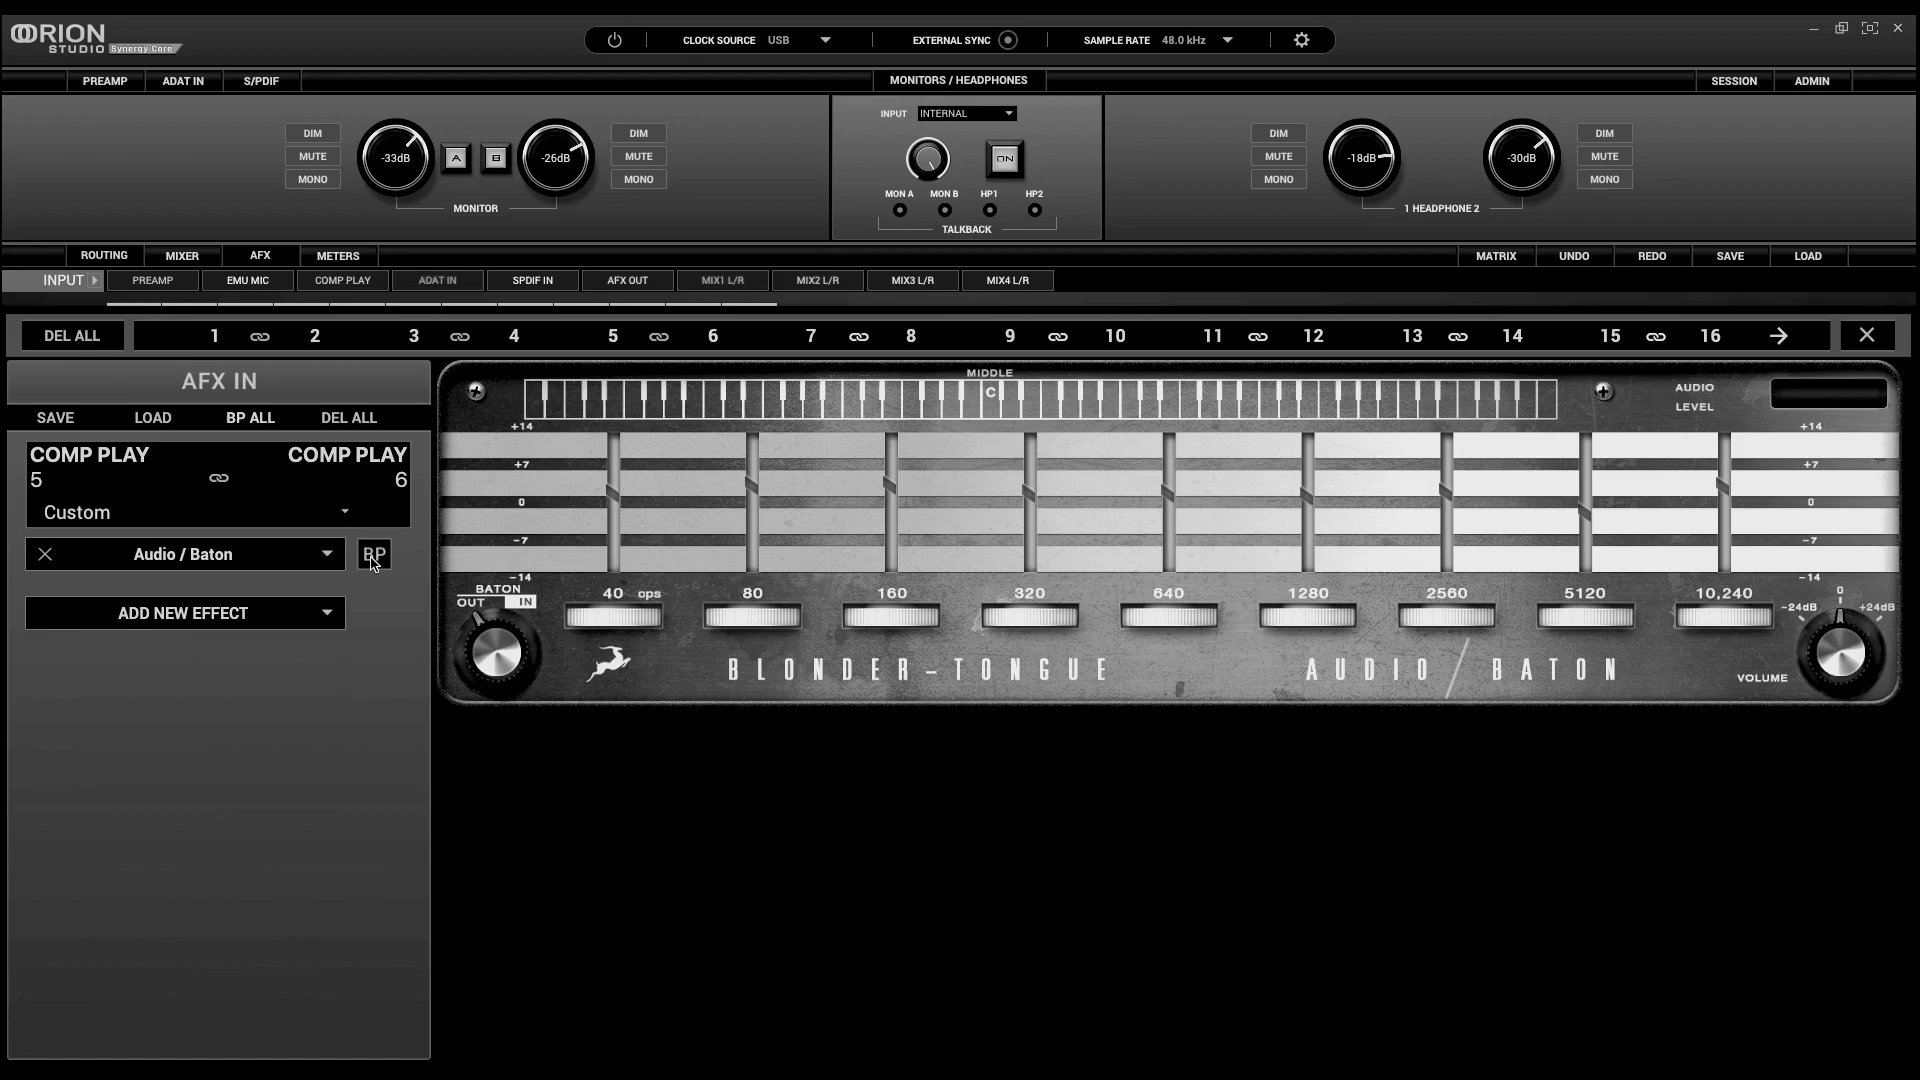 ORION
STUDIO Synergy Core
CLOCK SOURCE USB
EXTERNAL SYNC
SAMPLE RATE 48.0 kHz
PREAMP ADAT IN S/PDIF
MONITORS / HEADPHONES
SESSION ADMIN
DIM
MUTE
MONO
-33dB
A
B
-26dB
DIM
MUTE
MONO
MONITOR
INPUT INTERNAL
ON
MON A MON B HP1 HP2
TALKBACK
DIM
MUTE
MONO
-18dB
-30dB
DIM
MUTE
MONO
1 HEADPHONE 2
ROUTING MIXER AFX METERS
MATRIX UNDO REDO SAVE LOAD
INPUT PREAMP EMU MIC COMP PLAY ADAT IN SPDIF IN AFX OUT MIX1 L/R MIX2 L/R MIX3 L/R MIX4 L/R
DEL ALL 1 2 3 4 5 6 7 8 9 10 11 12 13 14 15 16
AFX IN
SAVE LOAD BP ALL DEL ALL
COMP PLAY COMP PLAY
5 6
Custom
Audio / Baton BP
ADD NEW EFFECT
MIDDLE
C
AUDIO
LEVEL
+14 +14
+7 +7
0 0
-7 -7
-14 -14
BATON
OUT IN
40 cps 80 160 320 640 1280 2560 5120 10,240
0
-24dB +24dB
BLONDER-TONGUE AUDIO / BATON
VOLUME